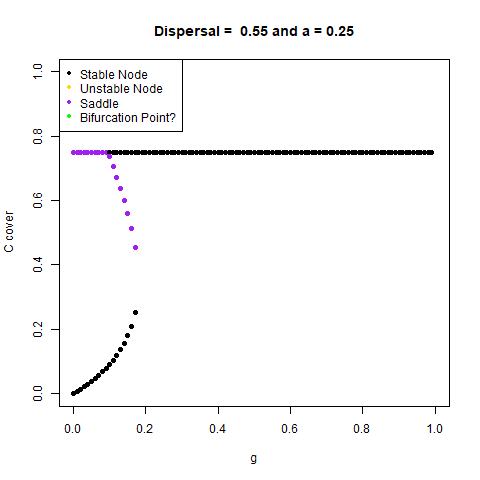 Dispersal =  0.55 and a = 0.25
Stable Node
Unstable Node
Saddle
Bifurcation Point?
C cover
1.0
0.8
0.6
0.4
0.2
0.0
0.0 0.2 0.4 0.6 0.8 1.0
g